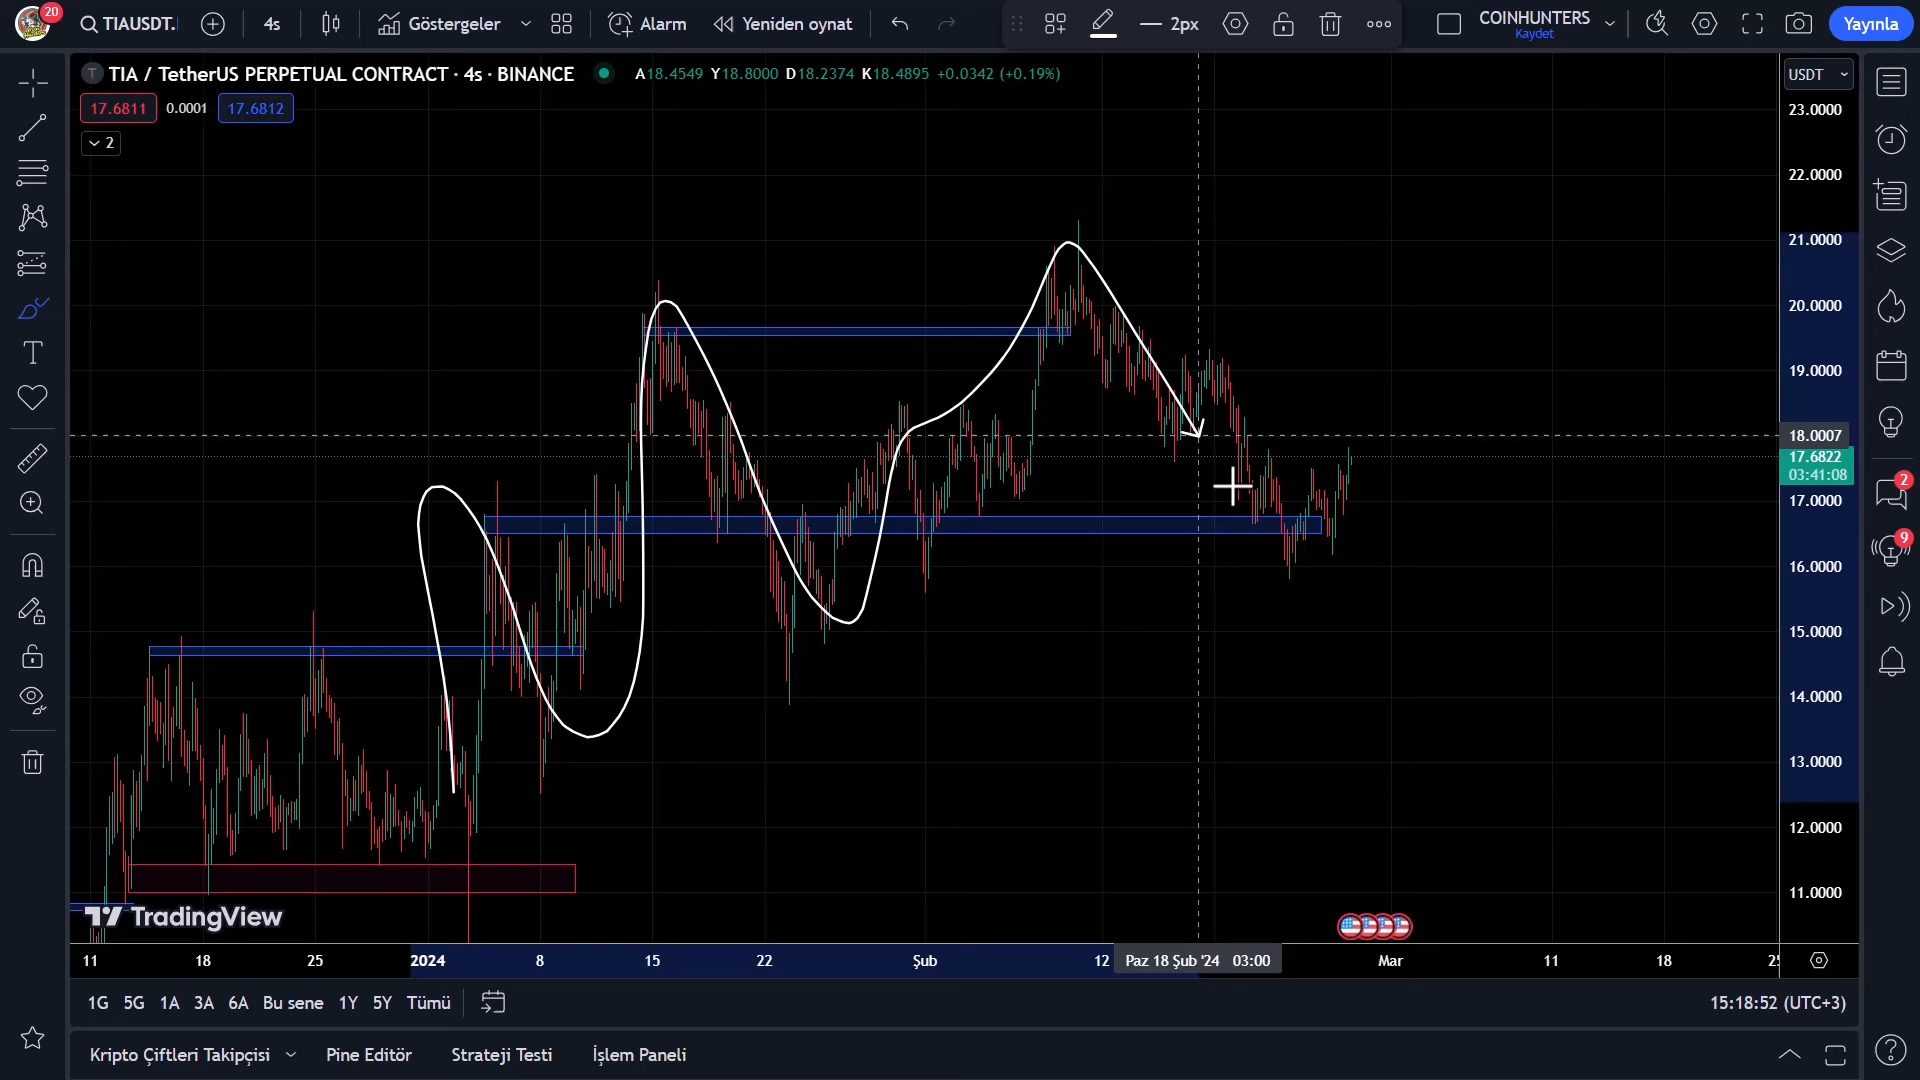 20
TIAUSDT.
4s
Göstergeler
Alarm
Yeniden oynat
2px
COINHUNTERS
Kaydet
Yayınla
T TIA / TetherUS PERPETUAL CONTRACT · 4s · BINANCE
A18.4549 Y18.8000 D18.2374 K18.4895 +0.0342 (+0.19%)
17.6811 0.0001 17.6812
2
USDT
23.0000
22.0000
21.0000
20.0000
19.0000
18.0007
17.6822
03:41:08
17.0000
16.0000
15.0000
14.0000
13.0000
12.0000
11.0000
2
9
TradingView
11 18 25 2024 8 15 22 Şub 12 Paz 18 Şub '24 03:00 Mar 11 18
1G 5G 1A 3A 6A Bu sene 1Y 5Y Tümü
15:18:52 (UTC+3)
Kripto Çiftleri Takipçisi Pine Editör Strateji Testi İşlem Paneli